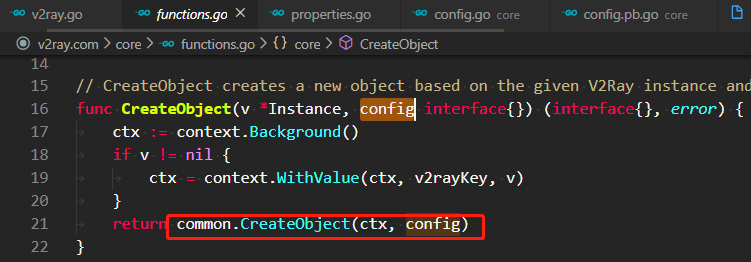 v2ray.go functions.go × properties.go config.go core config.pb.go core
v2ray.com > core > functions.go > {} core > CreateObject
14
15 // CreateObject creates a new object based on the given V2Ray instance and
16 func CreateObject(v *Instance, config interface{}) (interface{}, error) {
17 ctx := context.Background()
18 if v != nil {
19 ctx = context.WithValue(ctx, v2rayKey, v)
20 }
21 return common.CreateObject(ctx, config)
22 }